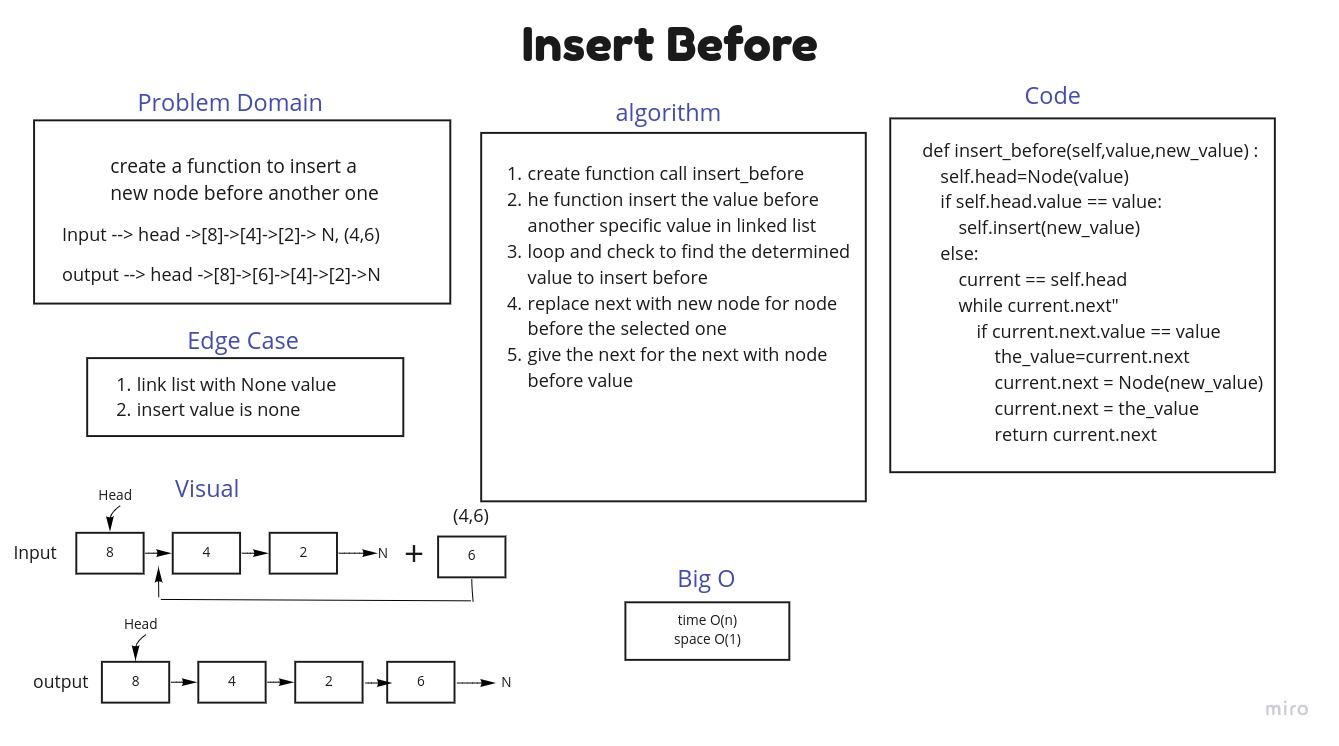 Insert Before
Problem Domain
create a function to insert a
new node before another one
Input --> head ->[8]->[4]->[2]-> N, (4,6)
output --> head ->[8]->[6]->[4]->[2]->N
Edge Case
1. link list with None value
2. insert value is none
algorithm
1. create function call insert_before
2. he function insert the value before
another specific value in linked list
3. loop and check to find the determined
value to insert before
4. replace next with new node for node
before the selected one
5. give the next for the next with node
before value
Code
def insert_before(self,value,new_value) :
self.head=Node(value)
if self.head.value == value:
self.insert(new_value)
else:
current == self.head
while current.next"
if current.next.value == value
the_value=current.next
current.next = Node(new_value)
current.next = the_value
return current.next
Visual
Head
(4,6)
Input 8 4 2 N + 6
Head
output 8 4 2 6 N
Big O
time O(n)
space O(1)
miro